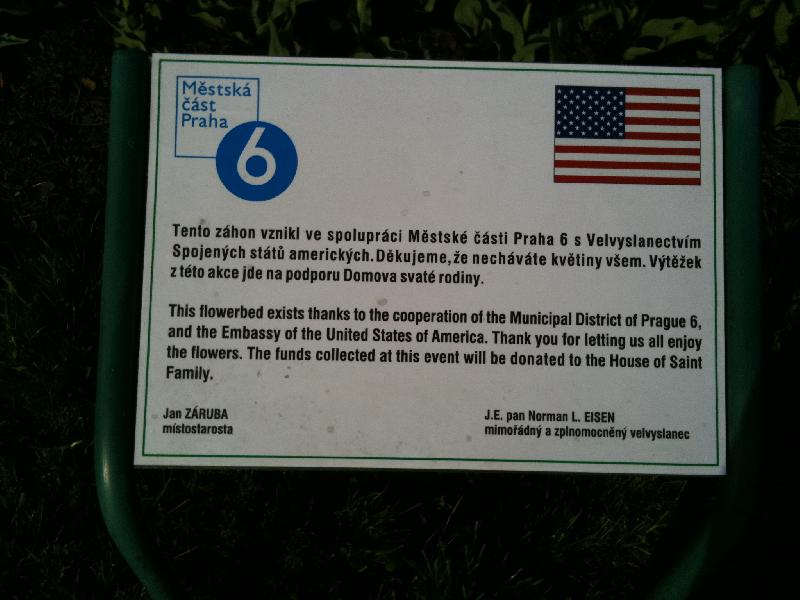 Městská
část
Praha
6
Tento záhon vznikl ve spolupráci Městské části Praha 6 s Velvyslanectvím
Spojených států amerických. Děkujeme, že necháváte květiny všem. Výtěžek
z této akce jde na podporu Domova svaté rodiny.
This flowerbed exists thanks to the cooperation of the Municipal District of Prague 6,
and the Embassy of the United States of America. Thank you for letting us all enjoy
the flowers. The funds collected at this event will be donated to the House of Saint
Family.
Jan ZÁRUBA
místostarosta
J.E. pan Norman L. EISEN
mimořádný a zplnomocněný velvyslanec